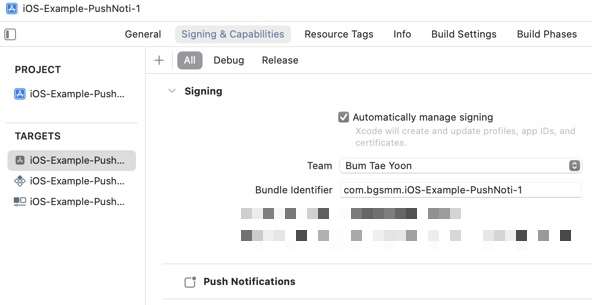 iOS-Example-PushNoti-1
General Signing & Capabilities Resource Tags Info Build Settings Build Phases
PROJECT
iOS-Example-Push...
TARGETS
iOS-Example-Push...
iOS-Example-Push...
iOS-Example-Push...
+ All Debug Release
Signing
Automatically manage signing
Xcode will create and update profiles, app IDs, and
certificates.
Team Bum Tae Yoon
Bundle Identifier com.bgsmm.iOS-Example-PushNoti-1
Push Notifications